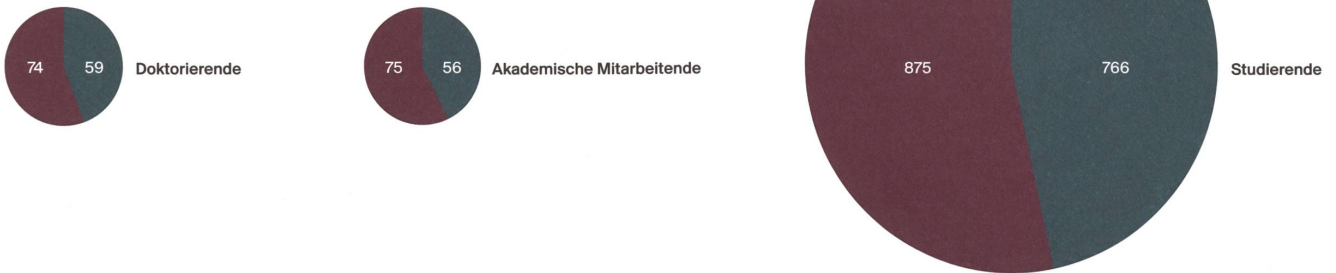 74 59 Doktorierende
75 56 Akademische Mitarbeitende
875 766 Studierende